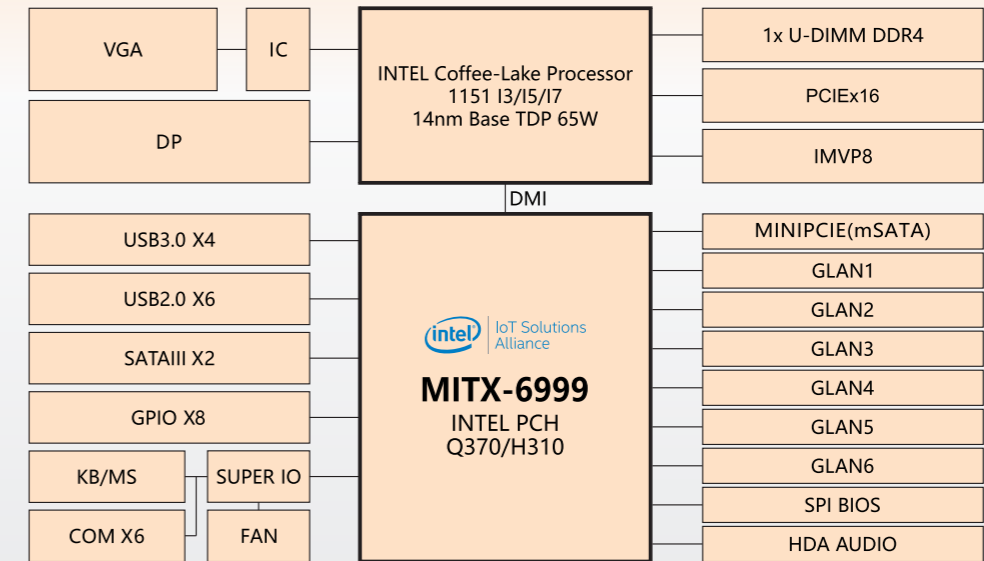 VGA
IC
INTEL Coffee-Lake Processor
1151 I3/I5/I7
14nm Base TDP 65W
1x U-DIMM DDR4
PCIEx16
DP
IMVP8
DMI
USB3.0 X4
USB2.0 X6
SATAIII X2
GPIO X8
KB/MS
SUPER IO
COM X6
FAN
intel
IoT Solutions
Alliance
MITX-6999
INTEL PCH
Q370/H310
MINIPCIE(mSATA)
GLAN1
GLAN2
GLAN3
GLAN4
GLAN5
GLAN6
SPI BIOS
HDA AUDIO